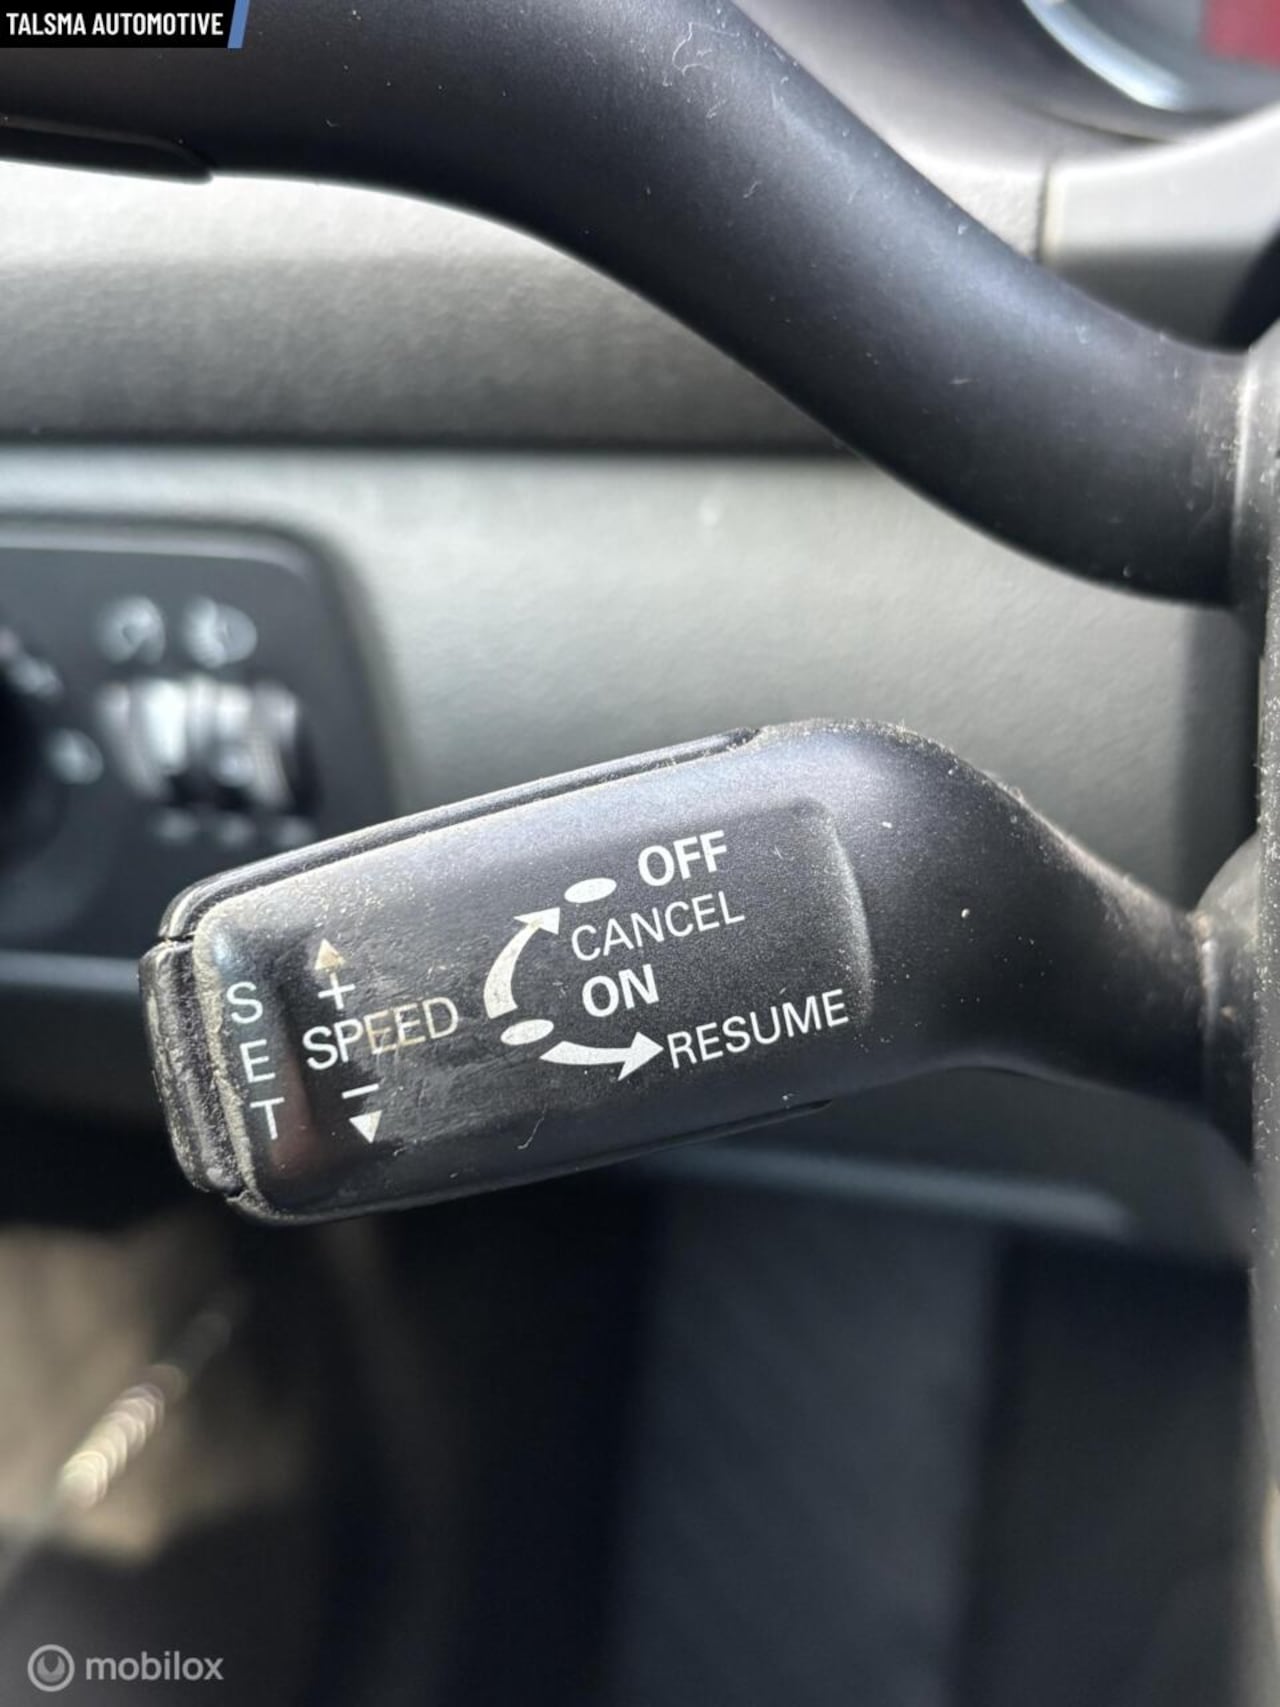 TALSMA AUTOMOTIVE
OFF
CANCEL
ON
RESUME
SET
+
SPEED
−
mobilox